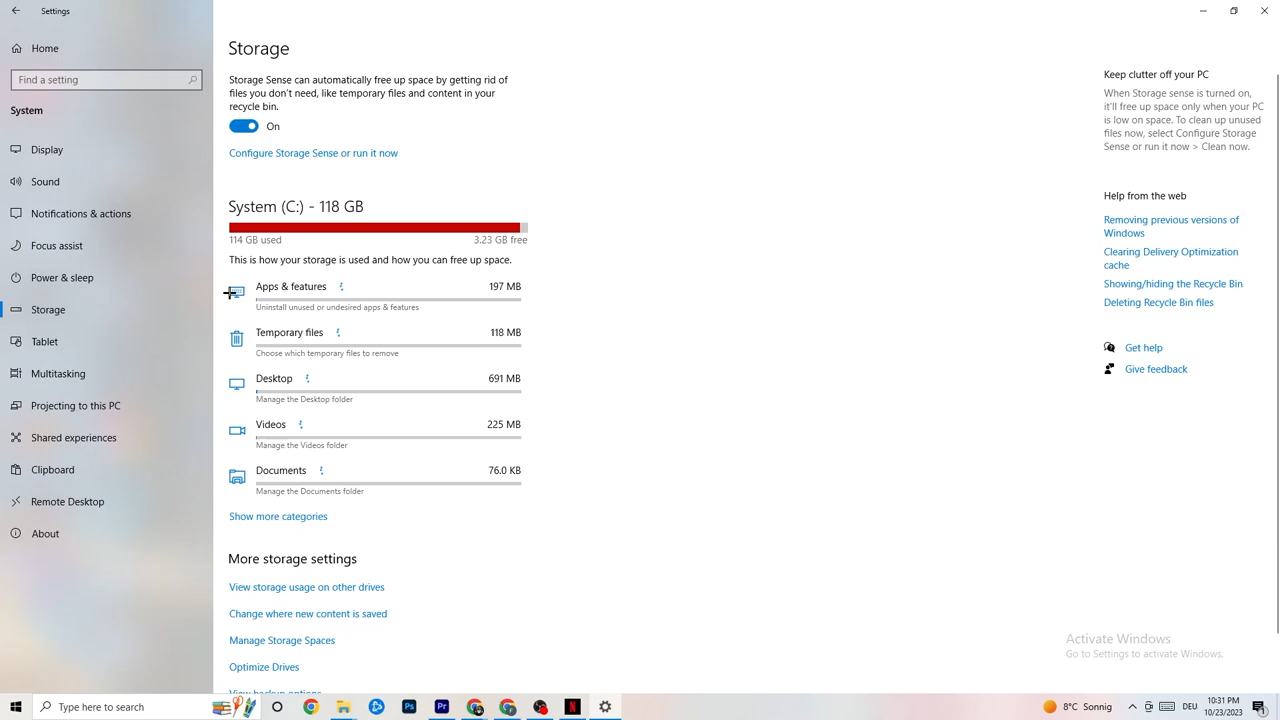 Settings
Home
Find a setting
System
Display
Sound
Notifications & actions
Focus assist
Power & sleep
Storage
Tablet
Multitasking
Projecting to this PC
Shared experiences
Clipboard
Remote Desktop
About
Storage
Storage Sense can automatically free up space by getting rid of
files you don't need, like temporary files and content in your
recycle bin.
On
Configure Storage Sense or run it now
System (C:) - 118 GB
114 GB used 3.23 GB free
This is how your storage is used and how you can free up space.
Apps & features 197 MB
Uninstall unused or undesired apps & features
Temporary files 118 MB
Choose which temporary files to remove
Desktop 691 MB
Manage the Desktop folder
Videos 225 MB
Manage the Videos folder
Documents 76.0 KB
Manage the Documents folder
Show more categories
More storage settings
View storage usage on other drives
Change where new content is saved
Manage Storage Spaces
Optimize Drives
View backup options
Keep clutter off your PC
When Storage sense is turned on,
it'll free up space only when your PC
is low on space. To clean up unused
files now, select Configure Storage
Sense or run it now > Clean now.
Help from the web
Removing previous versions of
Windows
Clearing Delivery Optimization
cache
Showing/hiding the Recycle Bin
Deleting Recycle Bin files
Get help
Give feedback
Activate Windows
Go to Settings to activate Windows.
Type here to search
Ps
Pr
N
8°C Sonnig
DEU
10:31 PM
10/23/2023
1